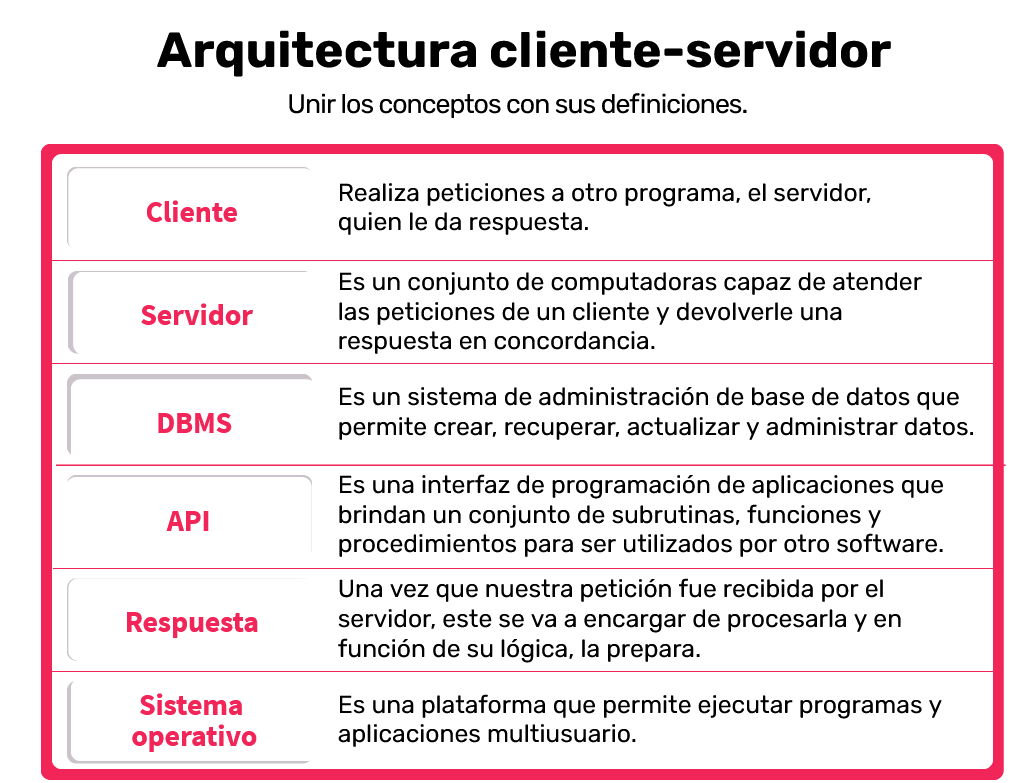 Arquitectura cliente-servidor
Unir los conceptos con sus definiciones.
Cliente
Realiza peticiones a otro programa, el servidor,
quien le da respuesta.
Servidor
Es un conjunto de computadoras capaz de atender
las peticiones de un cliente y devolverle una
respuesta en concordancia.
DBMS
Es un sistema de administración de base de datos que
permite crear, recuperar, actualizar y administrar datos.
API
Es una interfaz de programación de aplicaciones que
brindan un conjunto de subrutinas, funciones y
procedimientos para ser utilizados por otro software.
Respuesta
Una vez que nuestra petición fue recibida por el
servidor, este se va a encargar de procesarla y en
función de su lógica, la prepara.
Sistema
operativo
Es una plataforma que permite ejecutar programas y
aplicaciones multiusuario.